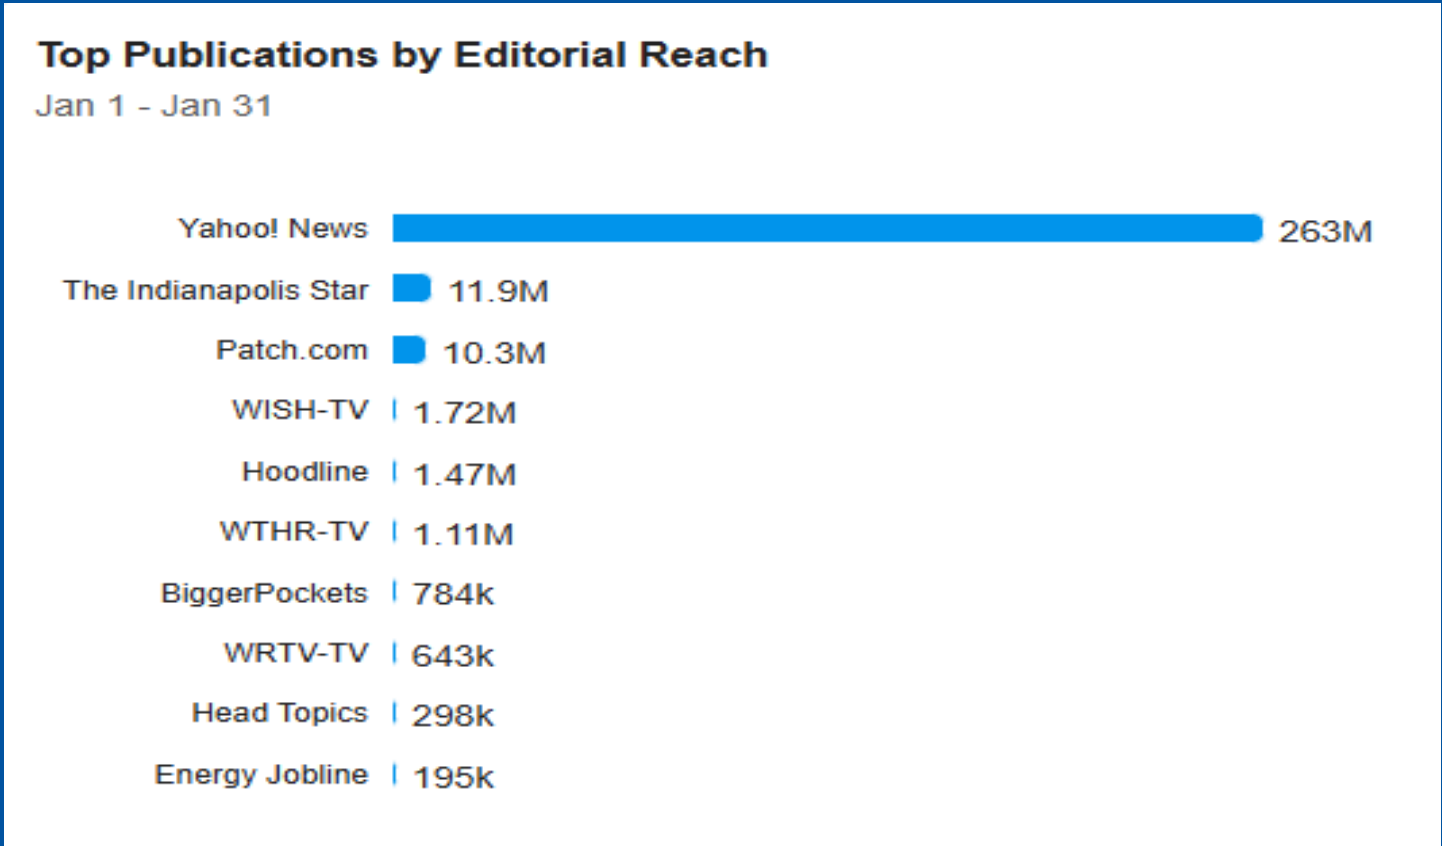 Top Publications by Editorial Reach
Jan 1 - Jan 31
Yahoo! News 263M
The Indianapolis Star 11.9M
Patch.com 10.3M
WISH-TV 1.72M
Hoodline 1.47M
WTHR-TV 1.11M
BiggerPockets 784k
WRTV-TV 643k
Head Topics 298k
Energy Jobline 195k